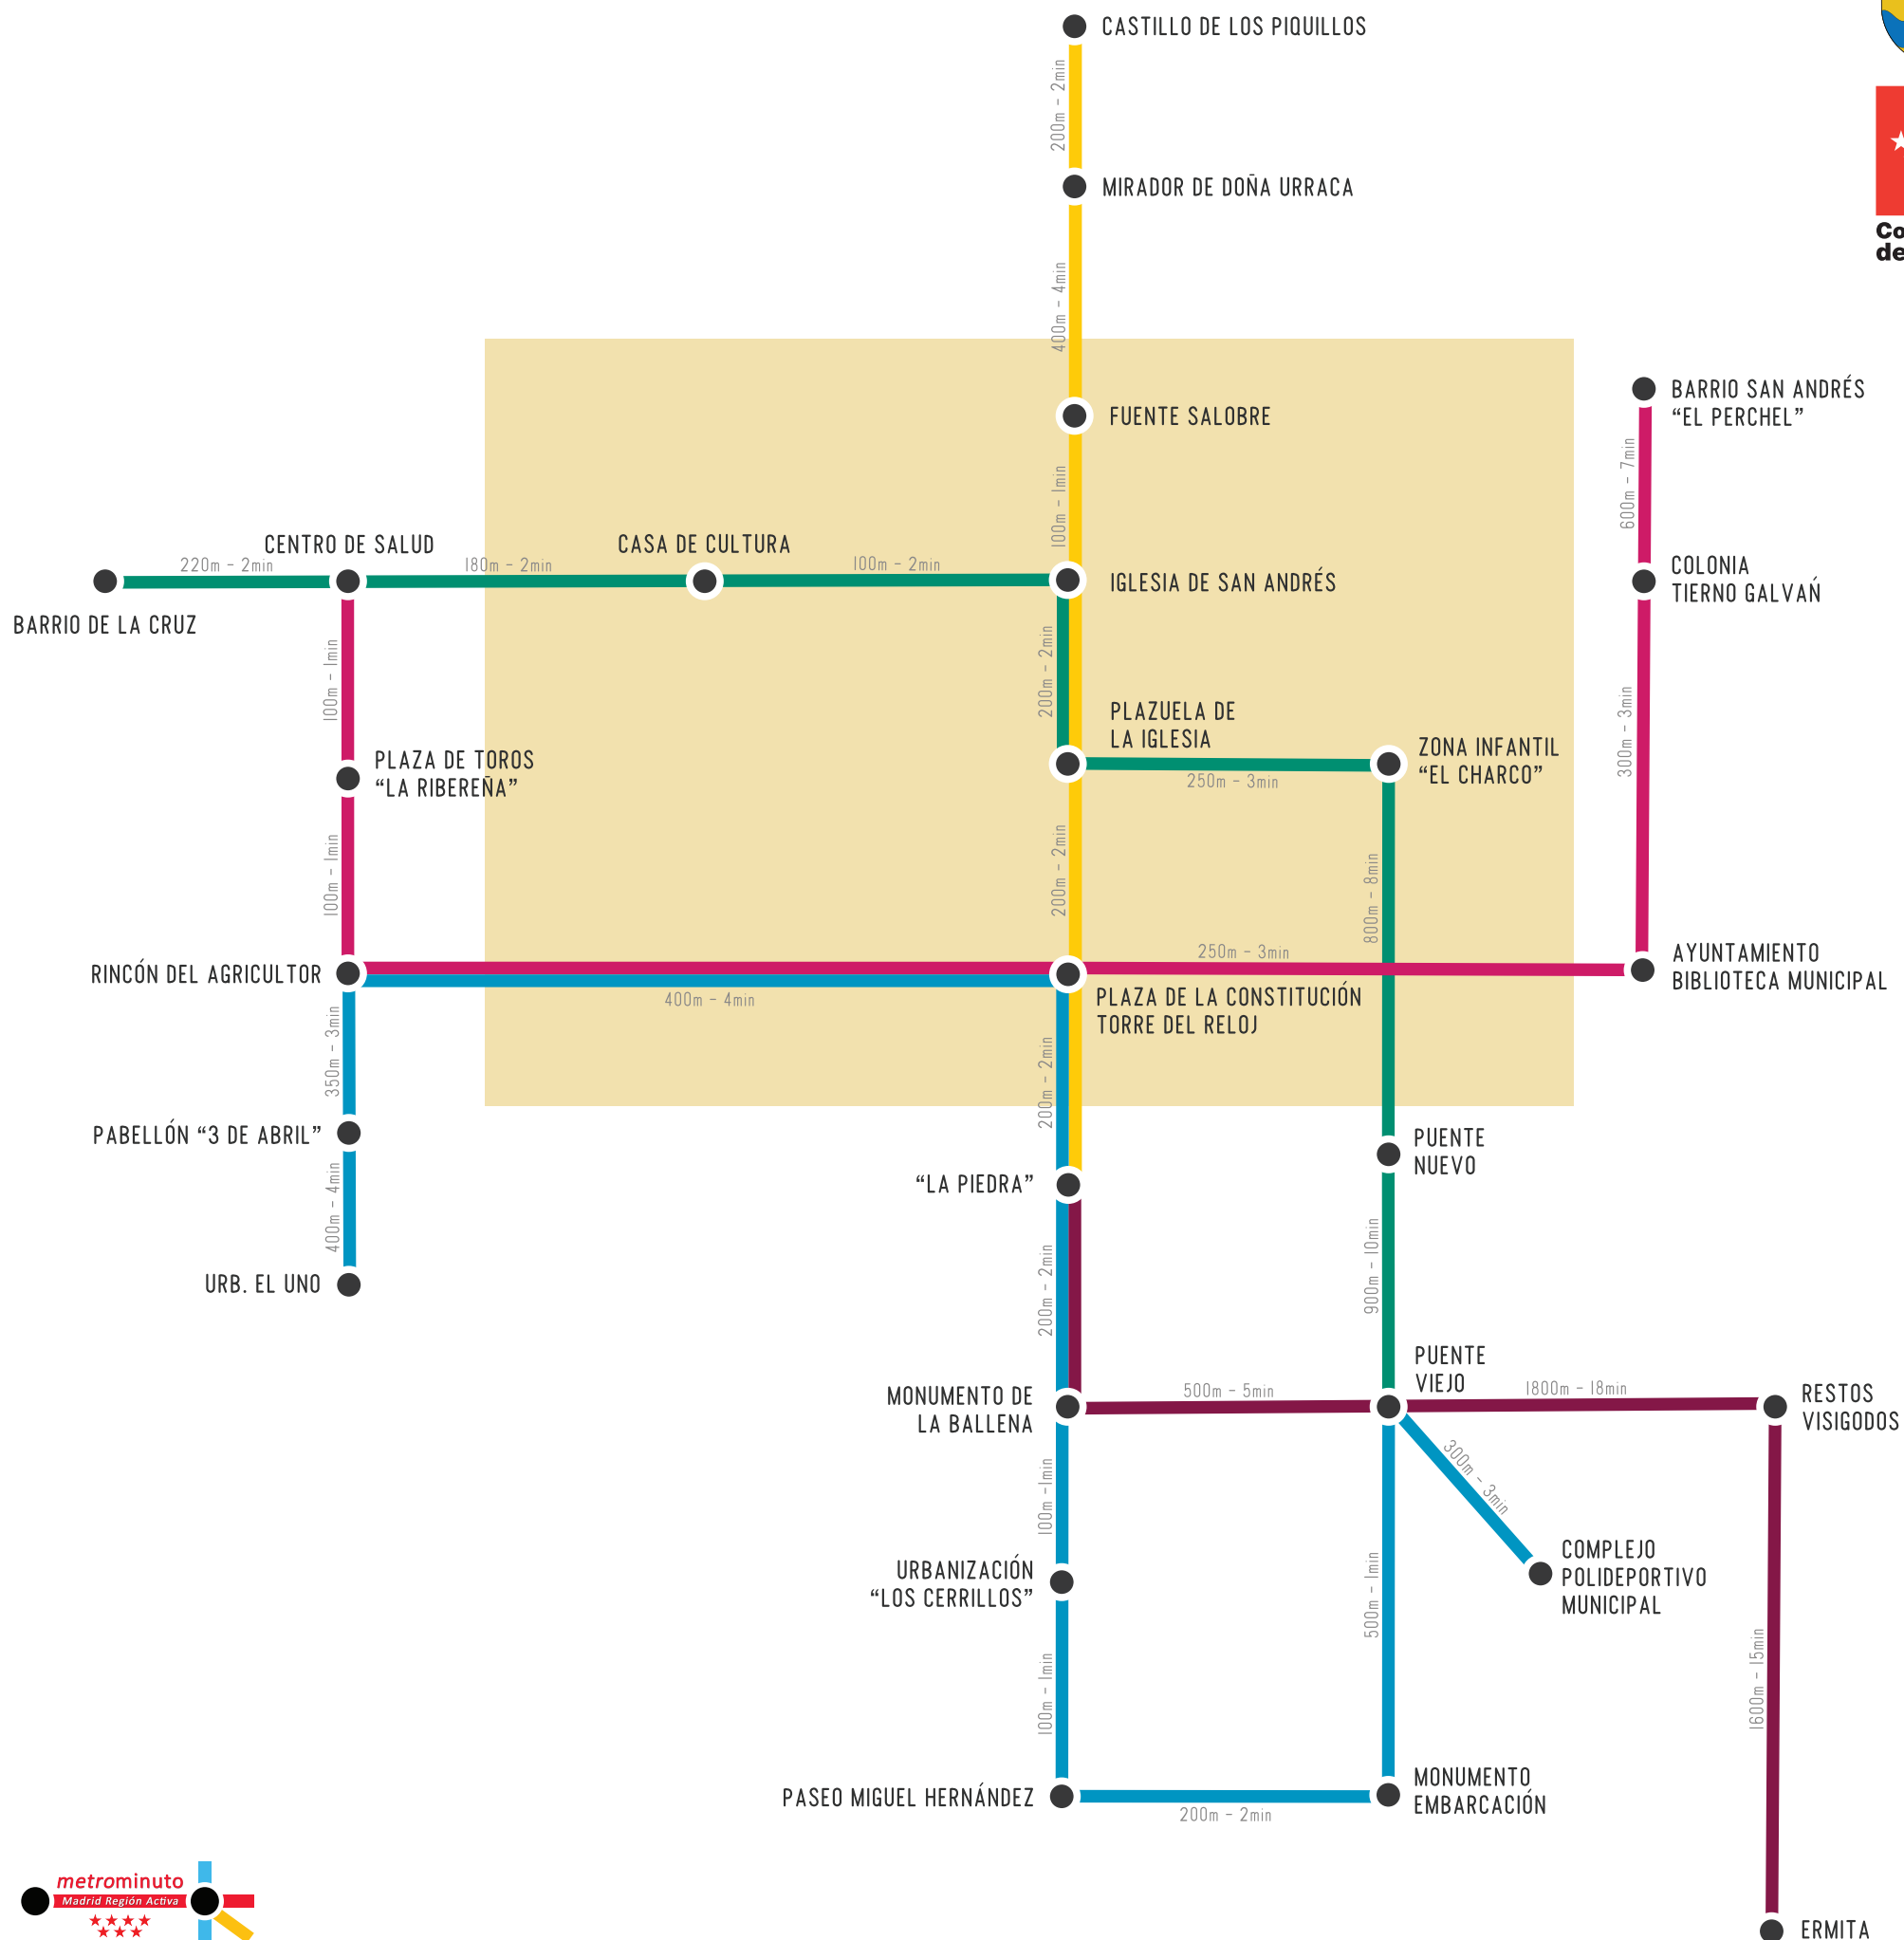 CASTILLO DE LOS PIQUILLOS
200m - 2min
MIRADOR DE DOÑA URRACA
Co
de
400m - 4min
BARRIO SAN ANDRÉS
“EL PERCHEL”
FUENTE SALOBRE
600m - 7min
100m - 1min
CENTRO DE SALUD
CASA DE CULTURA
220m - 2min
180m - 2min
100m - 2min
IGLESIA DE SAN ANDRÉS
COLONIA
TIERNO GALVAŃ
BARRIO DE LA CRUZ
100m - 1min
200m - 2min
300m - 3min
PLAZUELA DE
LA IGLESIA
ZONA INFANTIL
“EL CHARCO”
PLAZA DE TOROS
“LA RIBEREÑA”
250m - 3min
100m - 1min
200m - 2min
800m - 8min
250m - 3min
AYUNTAMIENTO
BIBLIOTECA MUNICIPAL
RINCÓN DEL AGRICULTOR
400m - 4min
PLAZA DE LA CONSTITUCIÓN
TORRE DEL RELOJ
350m - 3min
200m - 2min
PABELLÓN “3 DE ABRIL”
PUENTE
NUEVO
400m - 4min
“LA PIEDRA”
200m - 2min
900m - 10min
URB. EL UNO
PUENTE
VIEJO
MONUMENTO DE
LA BALLENA
500m - 5min
1800m - 18min
RESTOS
VISIGODOS
100m -1min
300m - 3min
URBANIZACIÓN
“LOS CERRILLOS”
COMPLEJO
POLIDEPORTIVO
MUNICIPAL
500m - 1min
100m - 1min
1600m - 15min
PASEO MIGUEL HERNÁNDEZ
200m - 2min
MONUMENTO
EMBARCACIÓN
metrominuto
Madrid Región Activa
ERMITA